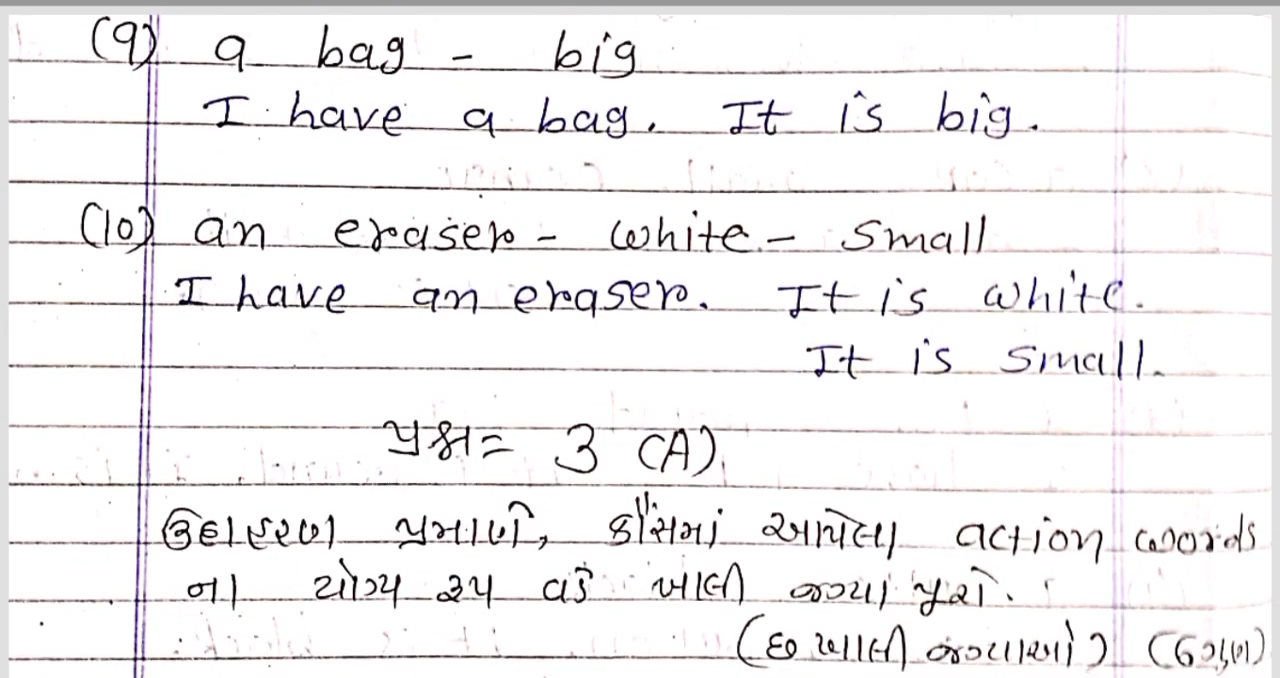 (9) a bag - big
I have a bag. It is big.
(10) an eraser - white - small
I have an eraser. It is white.
It is small.
પ્રશ્ન= 3 (A)
ઉદાહરણ પ્રમાણે, કૌંસમાં આપેલા action words
ના યોગ્ય રૂપ વડે ખાલી જગ્યા પૂરો.
(છ ખાલી જગ્યાઓ) (6ગુણ)